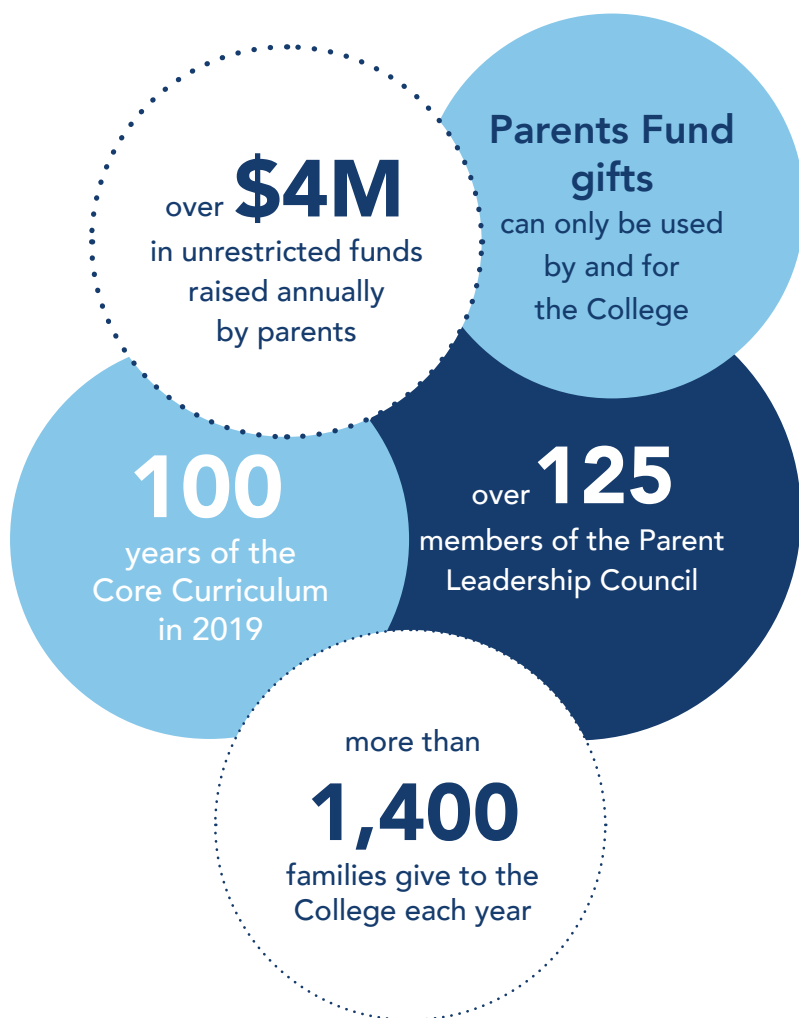 over $4M
in unrestricted funds
raised annually
by parents
Parents Fund
gifts
can only be used
by and for
the College
100
years of the
Core Curriculum
in 2019
over 125
members of the Parent
Leadership Council
more than
1,400
families give to the
College each year